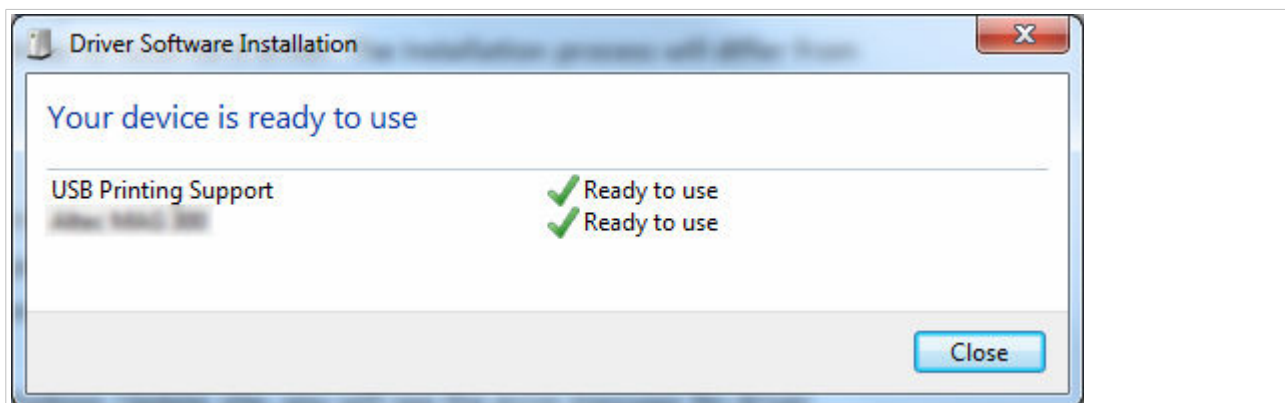 Driver Software Installation
Your device is ready to use
USB Printing Support
Ready to use
Ready to use
Close